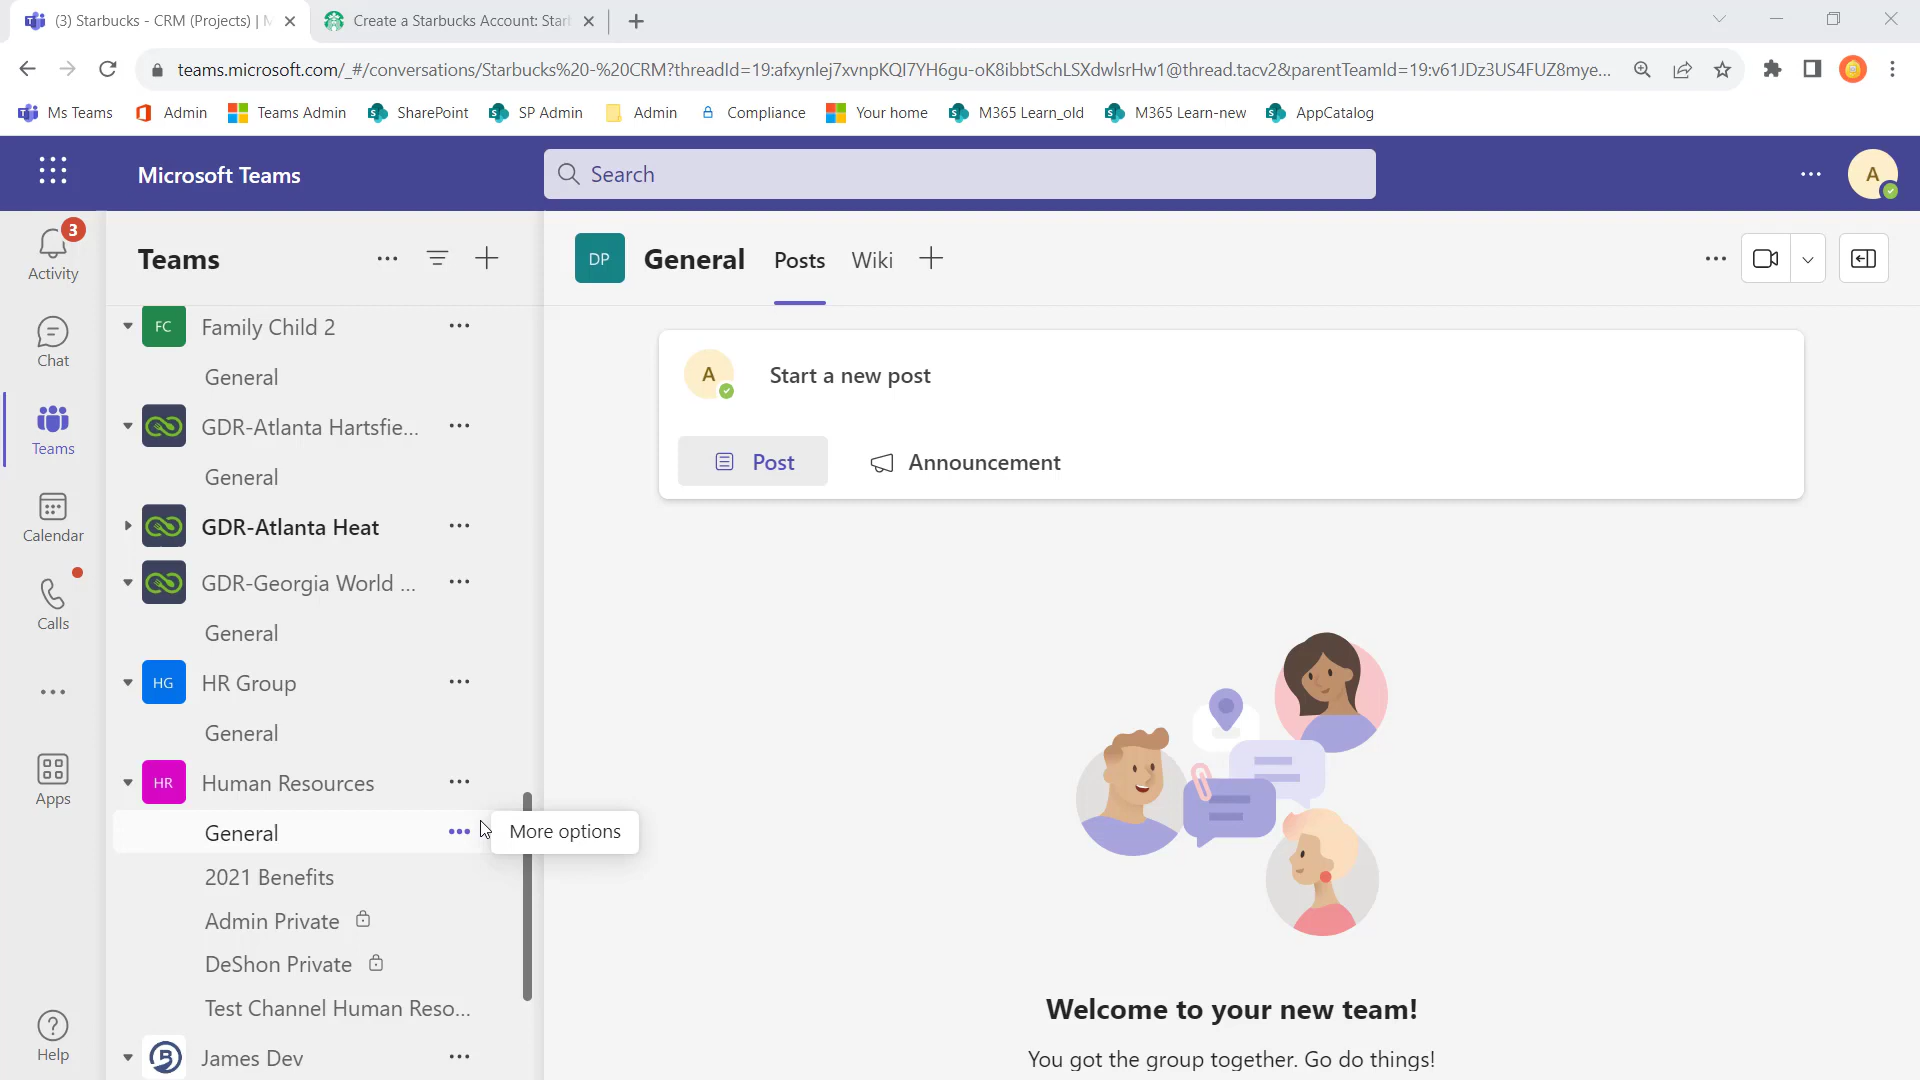 (3) Starbucks - CRM (Projects) |
Create a Starbucks Account: Star
teams.microsoft.com/_#/conversations/Starbucks%20-%20CRM?threadId=19:afxynlej7xvnpKQI7YH6gu-oK8ibbtSchLSXdwlsrHw1@thread.tacv2&parentTeamId=19:v61JDz3US4FUZ8mye...
Ms Teams Admin Teams Admin SharePoint SP Admin Admin Compliance Your home M365 Learn_old M365 Learn-new AppCatalog
Microsoft Teams
Search
A
3
Activity
Chat
Teams
Calendar
Calls
Apps
Help
Teams
FC Family Child 2
General
GDR-Atlanta Hartsfie...
General
GDR-Atlanta Heat
GDR-Georgia World ...
General
HG HR Group
General
HR Human Resources
General
More options
2021 Benefits
Admin Private
DeShon Private
Test Channel Human Reso...
B James Dev
DP General Posts Wiki
A Start a new post
Post Announcement
Welcome to your new team!
You got the group together. Go do things!